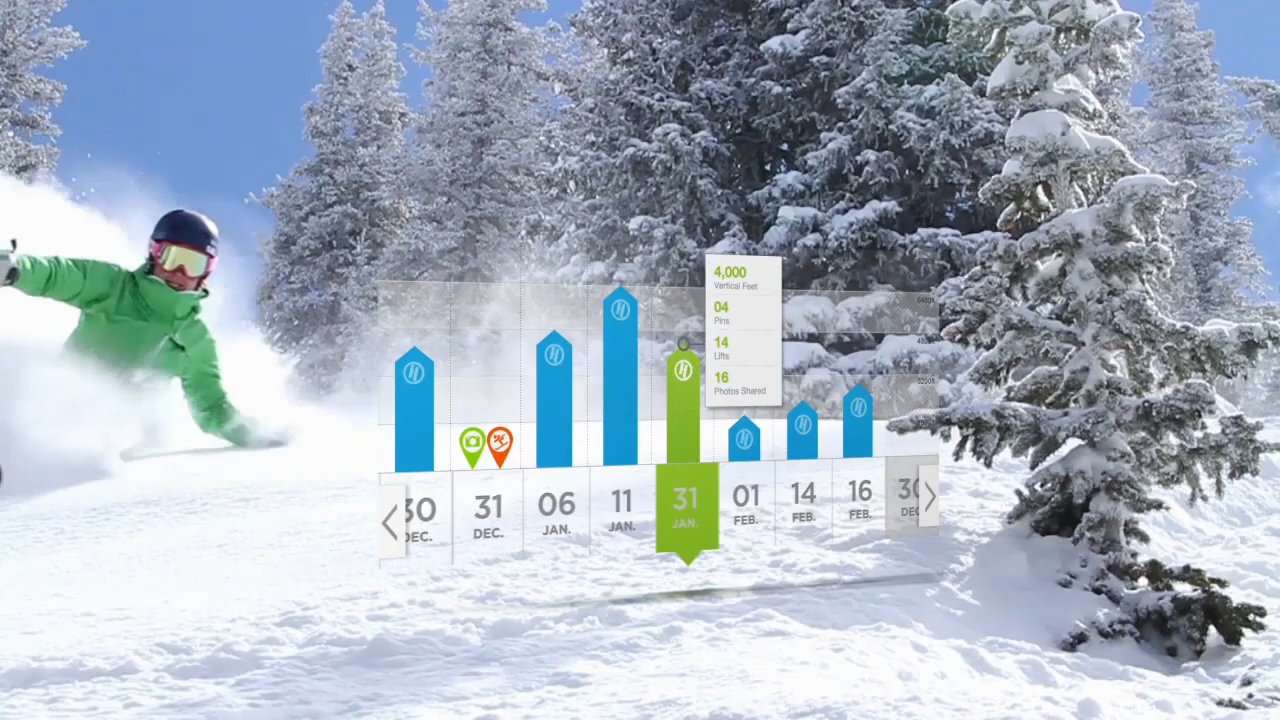 4,000
Vertical Feet
04
Pins
14
Lifts
16
Photos Shared
30
DEC.
31
DEC.
06
JAN.
11
JAN.
31
JAN.
01
FEB.
14
FEB.
16
FEB.
30